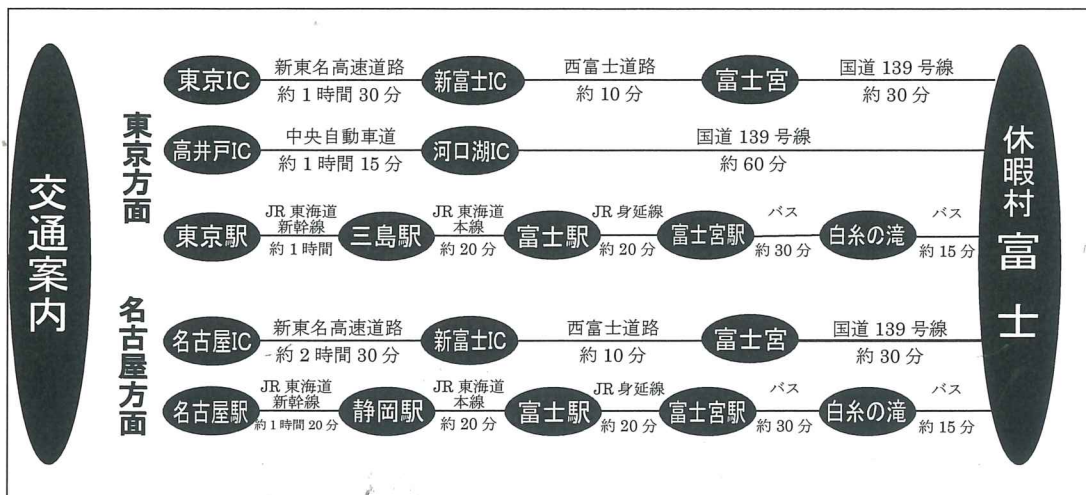 交通案内
東京方面
東京IC 新東名高速道路 約1時間30分 新富士IC 西富士道路 約10分 富士宮 国道139号線 約30分
高井戸IC 中央自動車道 約1時間15分 河口湖IC 国道139号線 約60分
東京駅 JR東海道新幹線 約1時間 三島駅 JR東海道本線 約20分 富士駅 JR身延線 約20分 富士宮駅 バス 約30分 白糸の滝 バス 約15分
名古屋方面
名古屋IC 新東名高速道路 約2時間30分 新富士IC 西富士道路 約10分 富士宮 国道139号線 約30分
名古屋駅 JR東海道新幹線 約1時間20分 静岡駅 JR東海道本線 約20分 富士駅 JR身延線 約20分 富士宮駅 バス 約30分 白糸の滝 バス 約15分
休暇村富士